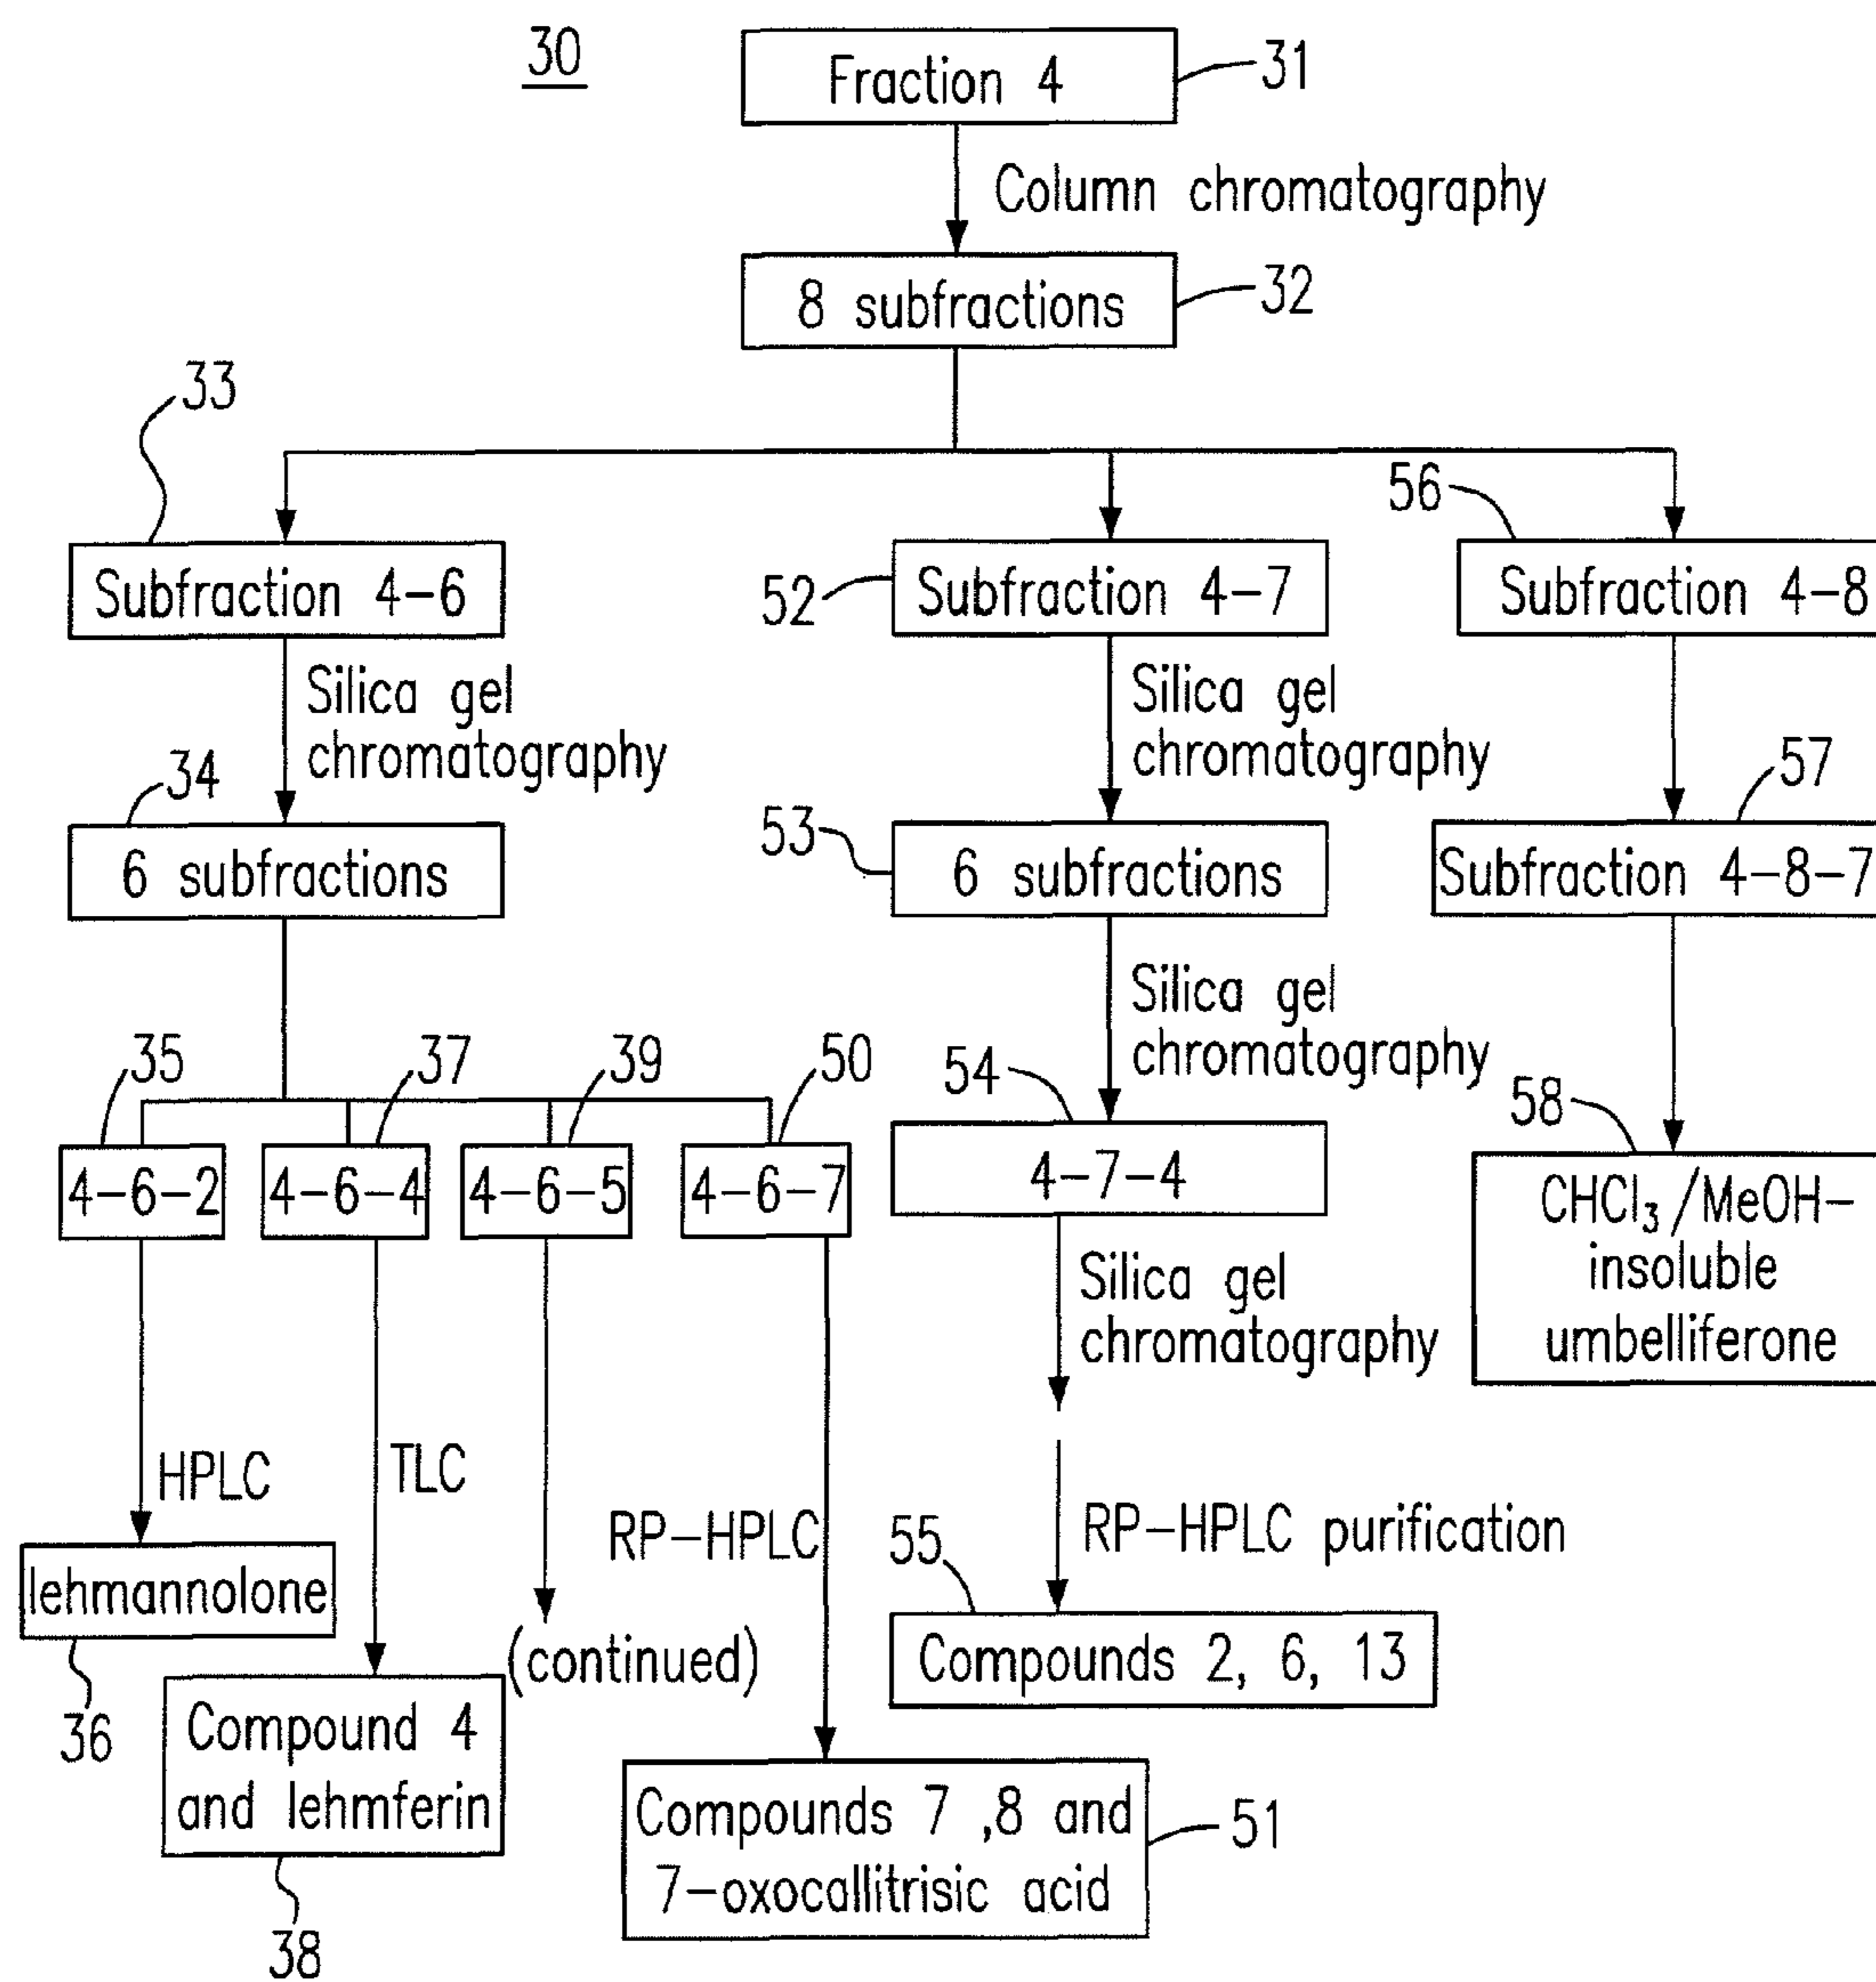 30
Fraction 4
31
Column chromatography
8 subfractions
32
33
Subfraction 4-6
52
Subfraction 4-7
56
Subfraction 4-8
Silica gel
chromatography
Silica gel
chromatography
34
6 subfractions
53
6 subfractions
57
Subfraction 4-8-7
Silica gel
chromatography
35
37
39
50
54
58
4-6-2
4-6-4
4-6-5
4-6-7
4-7-4
CHCl₃/MeOH-
insoluble
umbelliferone
Silica gel
chromatography
HPLC
TLC
RP-HPLC
RP-HPLC purification
lehmannolone
36
(continued)
55
Compounds 2, 6, 13
Compound 4
and lehmferin
38
Compounds 7 ,8 and
7-oxocallitrisic acid
51